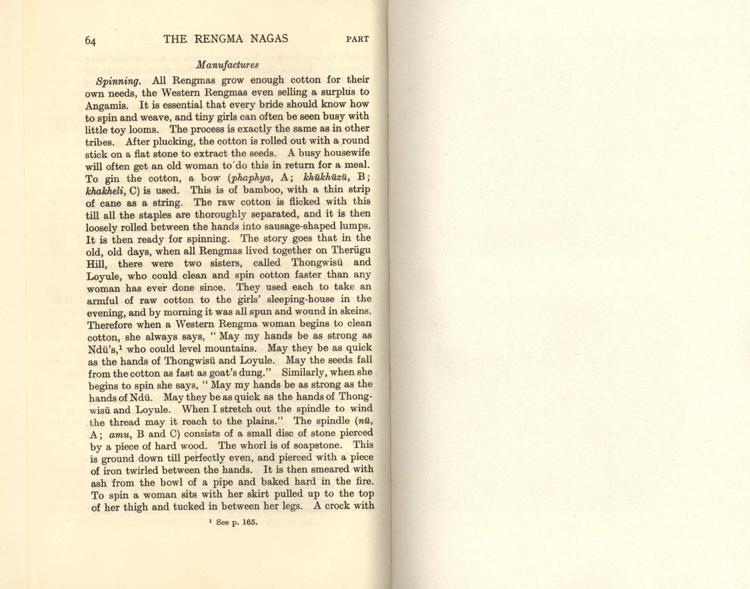 64 THE RENGMA NAGAS PART
Manufactures
Spinning. All Rengmas grow enough cotton for their
own needs, the Western Rengmas even selling a surplus to
Angamis. It is essential that every bride should know how
to spin and weave, and tiny girls can often be seen busy with
little toy looms. The process is exactly the same as in other
tribes. After plucking, the cotton is rolled out with a round
stick on a flat stone to extract the seeds. A busy housewife
will often get an old woman to do this in return for a meal.
To gin the cotton, a bow (phaphya, A; khükhüzü, B;
khakheli, C) is used. This is of bamboo, with a thin strip
of cane as a string. The raw cotton is flicked with this
till all the staples are thoroughly separated, and it is then
loosely rolled between the hands into sausage-shaped lumps.
It is then ready for spinning. The story goes that in the
old, old days, when all Rengmas lived together on Therügu
Hill, there were two sisters, called Thongwisü and
Loyule, who could clean and spin cotton faster than any
woman has ever done since. They used each to take an
armful of raw cotton to the girls' sleeping-house in the
evening, and by morning it was all spun and wound in skeins.
Therefore when a Western Rengma woman begins to clean
cotton, she always says, " May my hands be as strong as
Ndü's,¹ who could level mountains. May they be as quick
as the hands of Thongwisü and Loyule. May the seeds fall
from the cotton as fast as goat's dung." Similarly, when she
begins to spin she says, " May my hands be as strong as the
hands of Ndü. May they be as quick as the hands of Thong-
wisü and Loyule. When I stretch out the spindle to wind
the thread may it reach to the plains." The spindle (nü,
A; amu, B and C) consists of a small disc of stone pierced
by a piece of hard wood. The whorl is of soapstone. This
is ground down till perfectly even, and pierced with a piece
of iron twirled between the hands. It is then smeared with
ash from the bowl of a pipe and baked hard in the fire.
To spin a woman sits with her skirt pulled up to the top
of her thigh and tucked in between her legs. A crock with
¹ See p. 165.